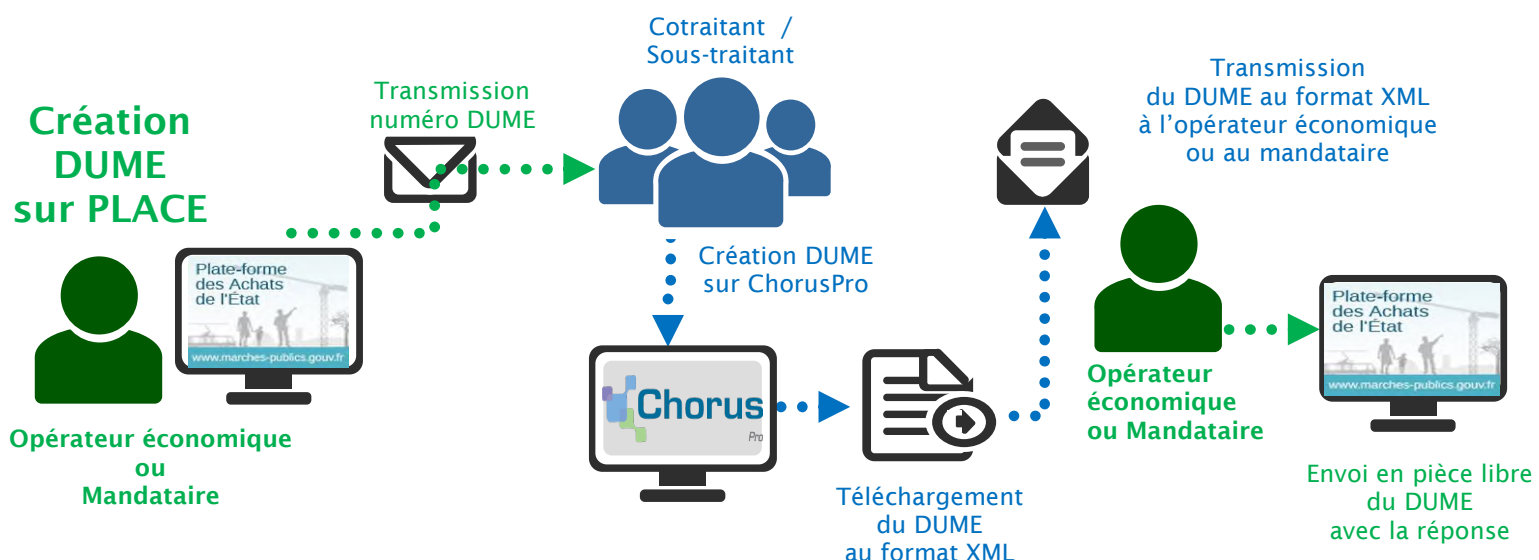 Création
DUME
sur PLACE
Plate-forme
des Achats
de l'État
www.marches-publics.gouv.fr
Opérateur économique
ou
Mandataire
Transmission
numéro DUME
Cotraitant /
Sous-traitant
Création DUME
sur ChorusPro
Chorus
Pro
Téléchargement
du DUME
au format XML
Transmission
du DUME au format XML
à l’opérateur économique
ou au mandataire
Opérateur
économique
ou Mandataire
Plate-forme
des Achats
de l'État
www.marches-publics.gouv.fr
Envoi en pièce libre
du DUME
avec la réponse